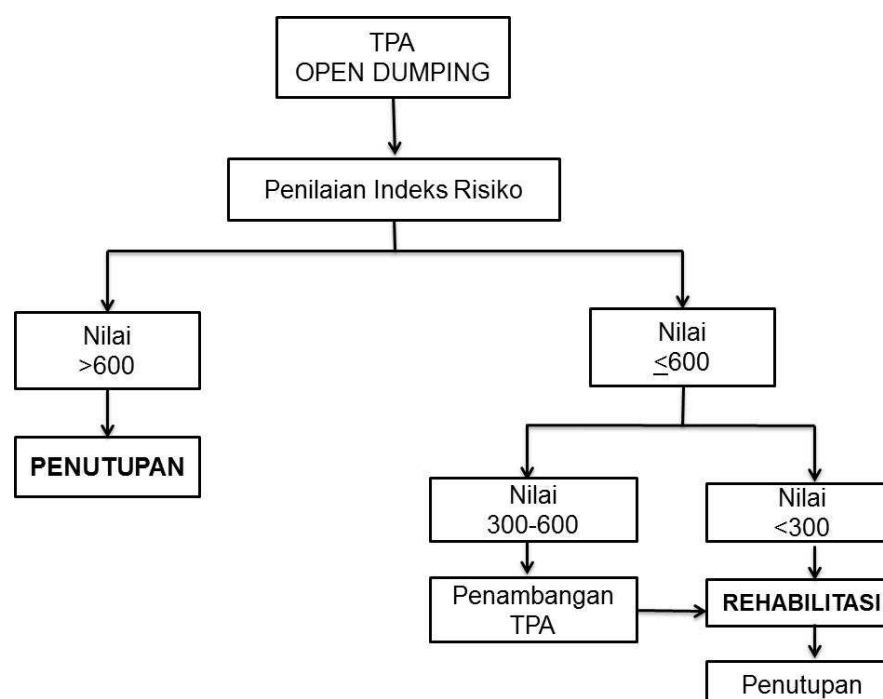 TPA
OPEN DUMPING
Penilaian Indeks Risiko
Nilai
>600
Nilai
≤600
PENUTUPAN
Nilai
300-600
Nilai
<300
Penambangan
TPA
REHABILITASI
Penutupan